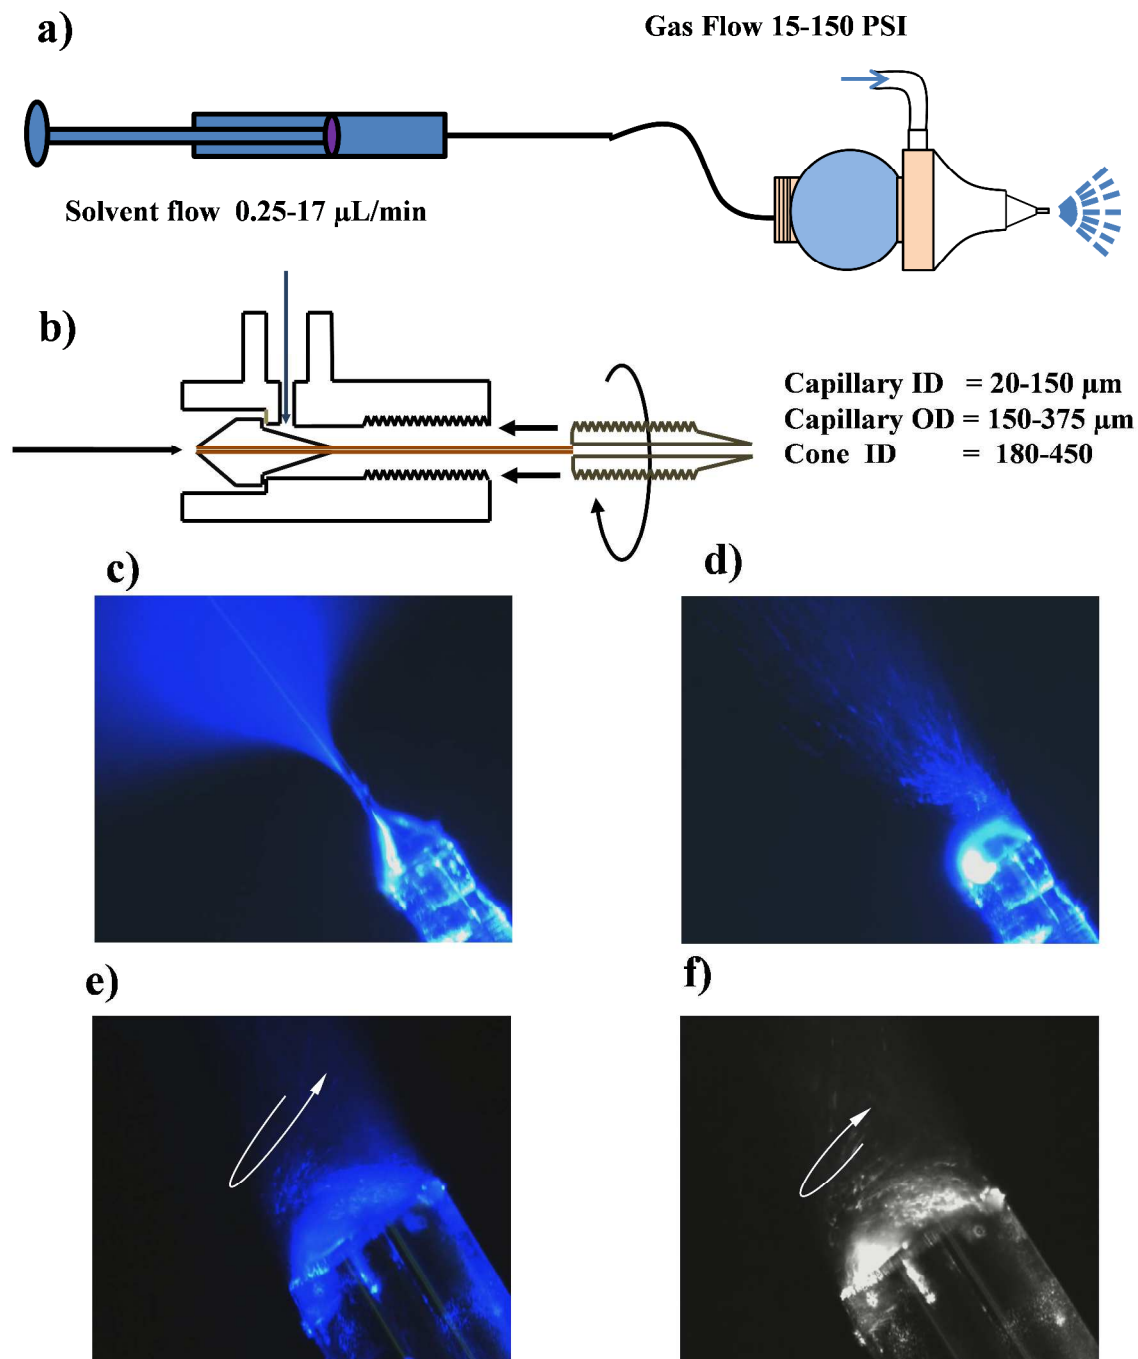 a)
Gas Flow 15-150 PSI
Solvent flow 0.25-17 µL/min
b)
Capillary ID = 20-150 µm
Capillary OD = 150-375 µm
Cone ID = 180-450
c)
d)
e)
f)